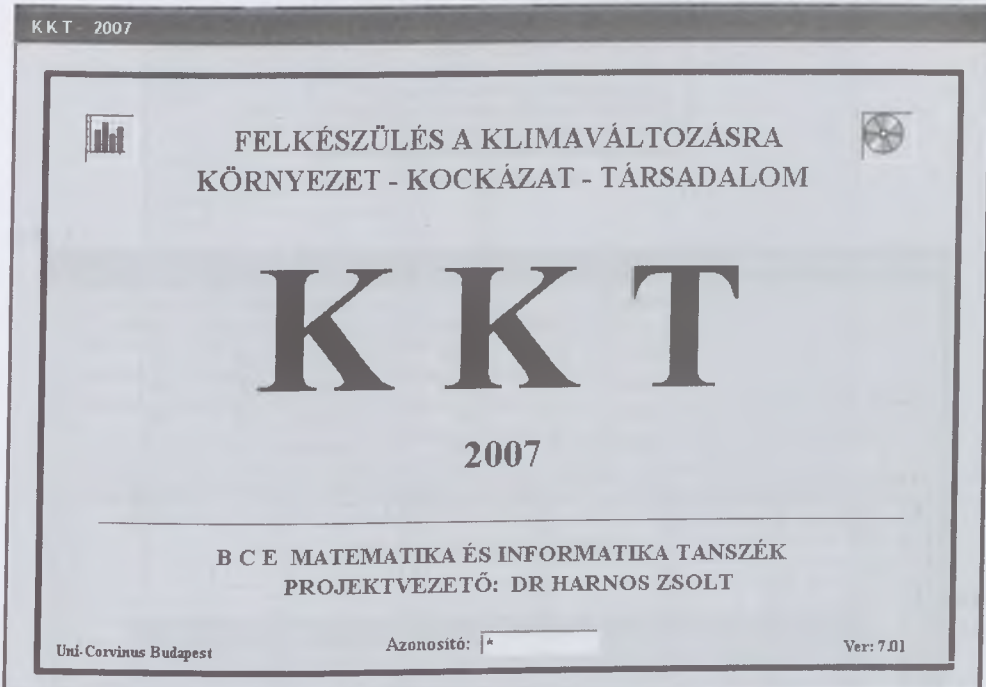 KKT - 2007
FELKÉSZÜLÉS A KLIMAVÁLTOZÁSRA
KÖRNYEZET - KOCKÁZAT - TÁRSADALOM
K K T
2007
B C E MATEMATIKA ÉS INFORMATIKA TANSZÉK
PROJEKTVEZETŐ: DR HARNOS ZSOLT
Azonosító: *
Uni-Corvinus Budapest
Ver: 7.01